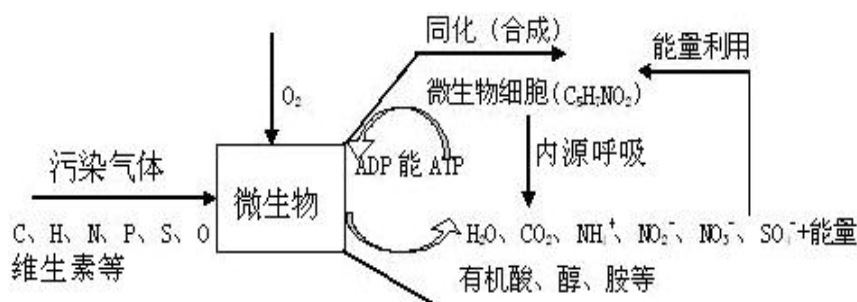 同化（合成）
能量利用
O₂
微生物细胞(C₅H₇NO₂)
污染气体
ADP 能 ATP
内源呼吸
微生物
C、H、N、P、S、O
维生素等
H₂O、CO₂、NH₄⁺、NO₂⁻、NO₃⁻、SO₄⁻+能量
有机酸、醇、胺等